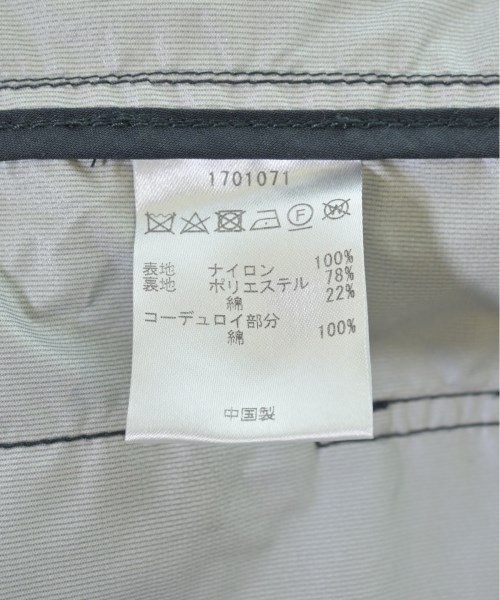 1701071
表地 ナイロン 100%
裏地 ポリエステル 78%
綿 22%
コーデュロイ部分
綿 100%
中国製